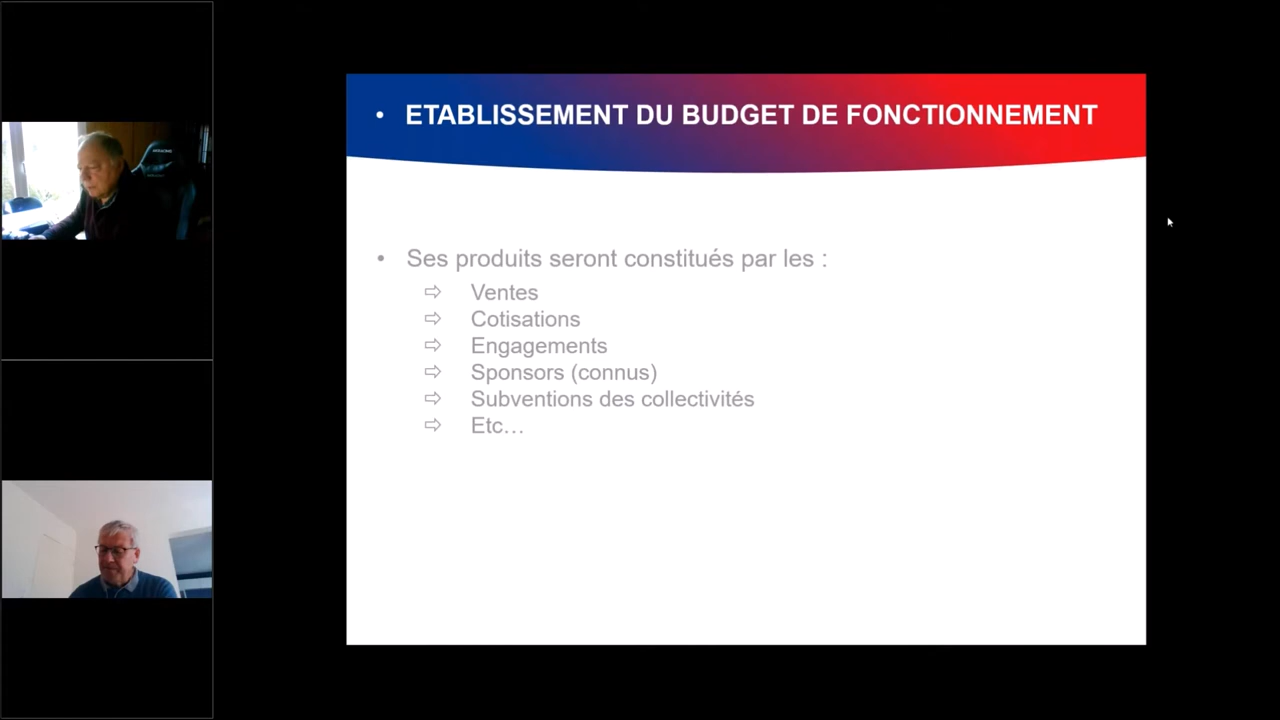 • ETABLISSEMENT DU BUDGET DE FONCTIONNEMENT
• Ses produits seront constitués par les :
⇨ Ventes
⇨ Cotisations
⇨ Engagements
⇨ Sponsors (connus)
⇨ Subventions des collectivités
⇨ Etc…